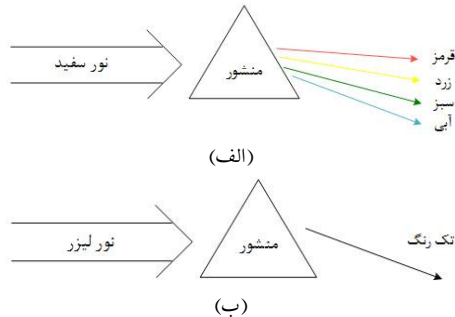 نور سفید
منشور
قرمز
زرد
سبز
آبی
(الف)
نور لیزر
منشور
تک رنگ
(ب)